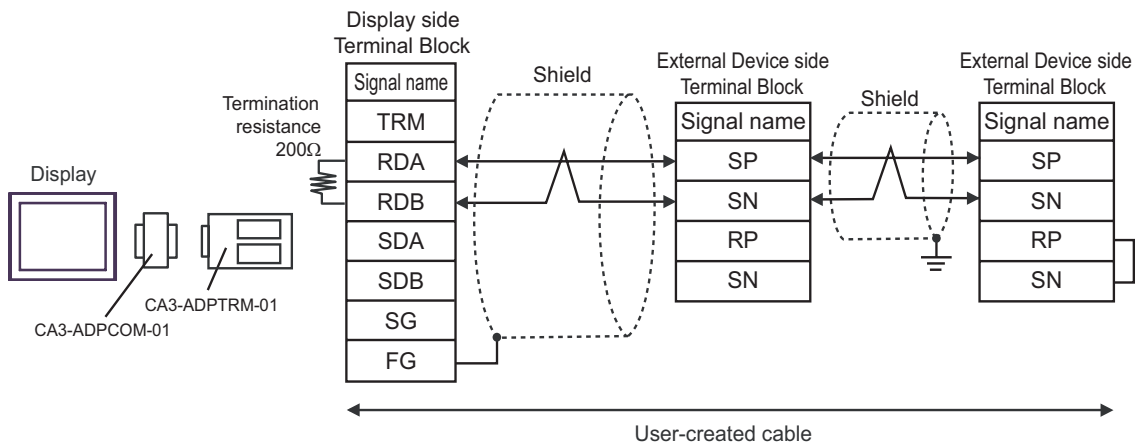 Display
CA3-ADPCOM-01
CA3-ADPTRM-01
Termination
resistance
200Ω
Display side
Terminal Block
Signal name
TRM
RDA
RDB
SDA
SDB
SG
FG
Shield
External Device side
Terminal Block
Signal name
SP
SN
RP
SN
Shield
External Device side
Terminal Block
Signal name
SP
SN
RP
SN
User-created cable